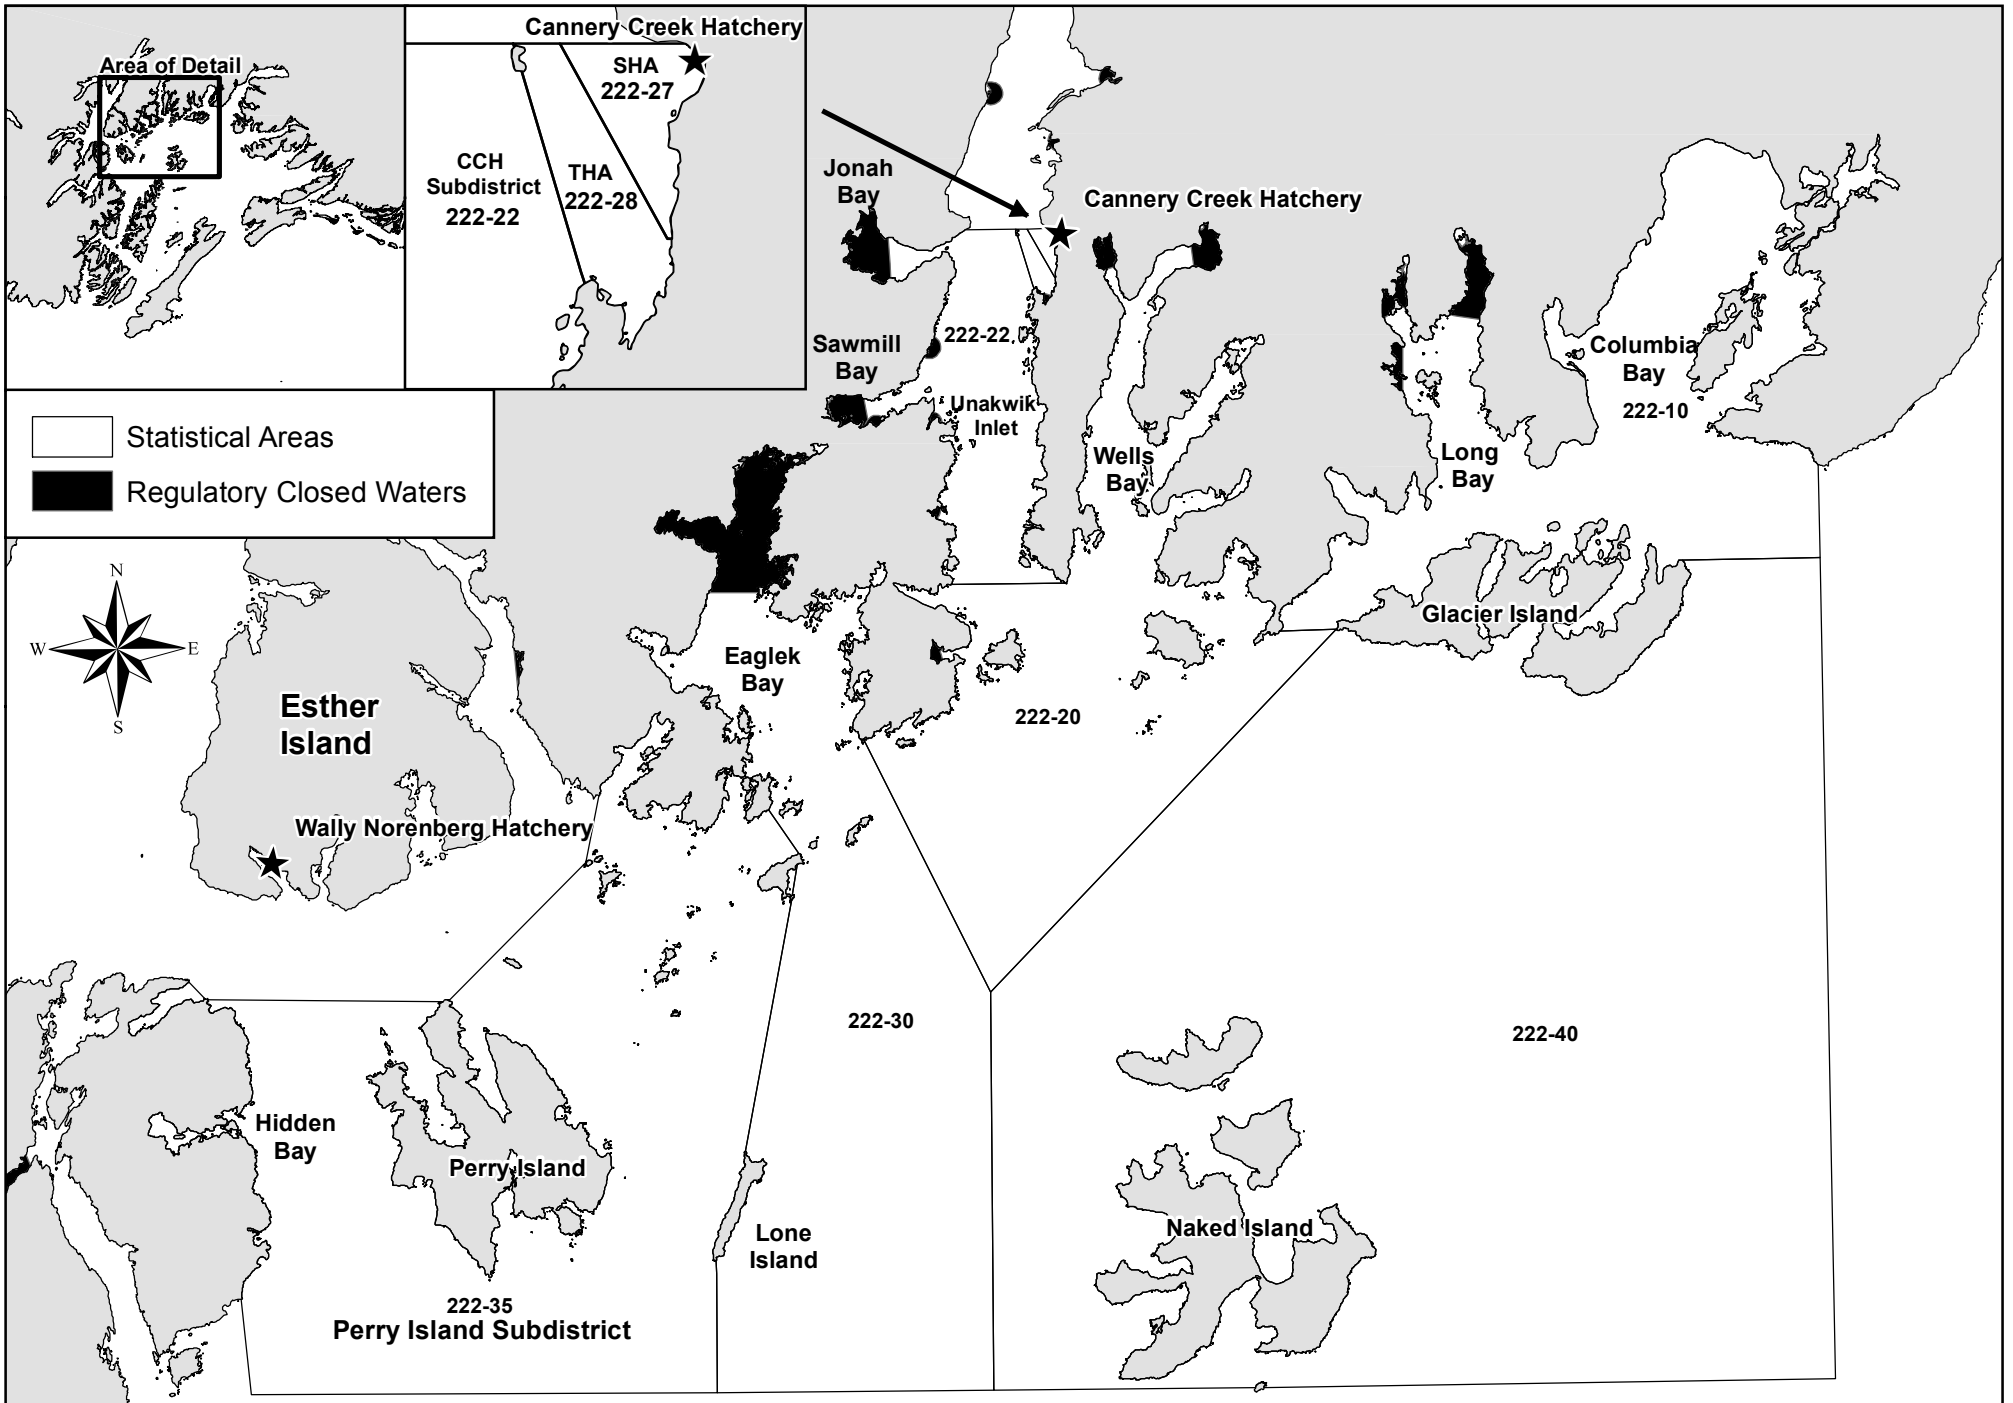 Area of Detail
Cannery Creek Hatchery
SHA
222-27
CCH
Subdistrict
222-22
THA
222-28
Statistical Areas
Regulatory Closed Waters
Jonah
Bay
Cannery Creek Hatchery
Sawmill
Bay
222-22
Unakwik
Inlet
Wells
Bay
Long
Bay
Columbia
Bay
222-10
N
W
E
S
Esther
Island
Eaglek
Bay
222-20
Glacier Island
Wally Norenberg Hatchery
222-30
222-40
Hidden
Bay
Perry Island
Lone
Island
Naked Island
222-35
Perry Island Subdistrict